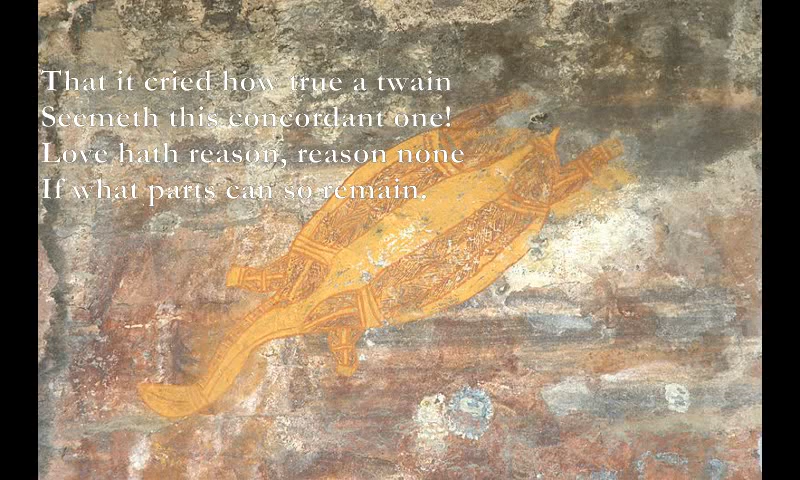 That it cried how true a twain
Seemeth this concordant one!
Love hath reason, reason none
If what parts can so remain.